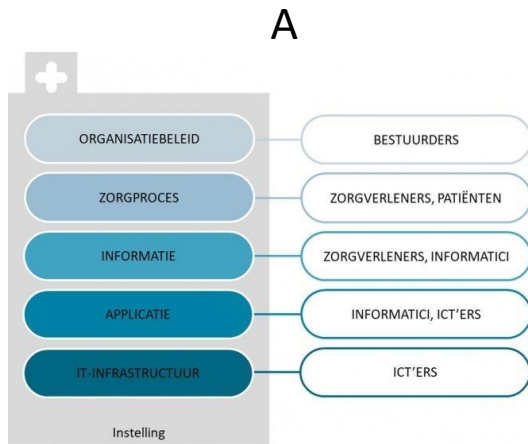 A
ORGANISATIEBELEID BESTUURDERS
ZORGPROCES ZORGVERLENERS, PATIËNTEN
INFORMATIE ZORGVERLENERS, INFORMATICI
APPLICATIE INFORMATICI, ICT'ERS
IT-INFRASTRUCTUUR ICT'ERS
Instelling